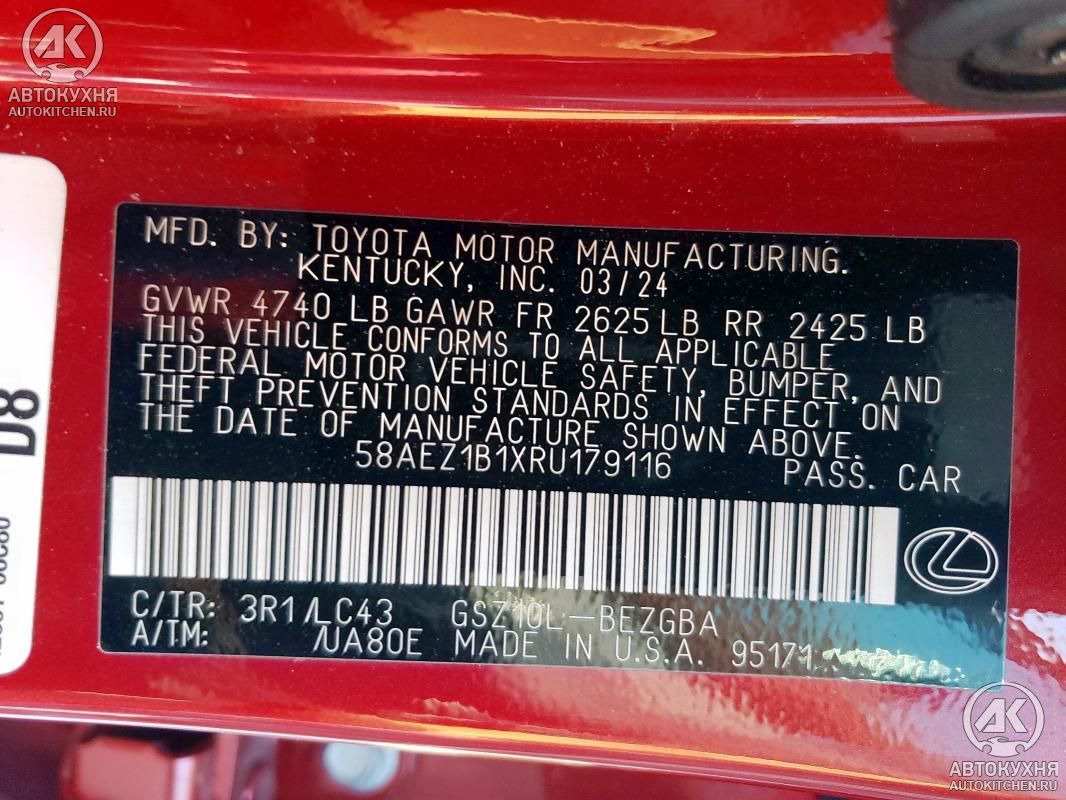 АК
АВТОКУХНЯ
AUTOKITCHEN.RU
D8
MFD. BY: TOYOTA MOTOR MANUFACTURING.
KENTUCKY, INC. 03/24
GVWR 4740 LB GAWR FR 2625 LB RR 2425 LB
THIS VEHICLE CONFORMS TO ALL APPLICABLE
FEDERAL MOTOR VEHICLE SAFETY, BUMPER, AND
THEFT PREVENTION STANDARDS IN EFFECT ON
THE DATE OF MANUFACTURE SHOWN ABOVE.
58AEZ1B1XRU179116 PASS. CAR
C/TR: 3R1/LC43 GSZ10L-BEZGBA
A/TM: /UA80E MADE IN U.S.A. 95171
АК
АВТОКУХНЯ
AUTOKITCHEN.RU